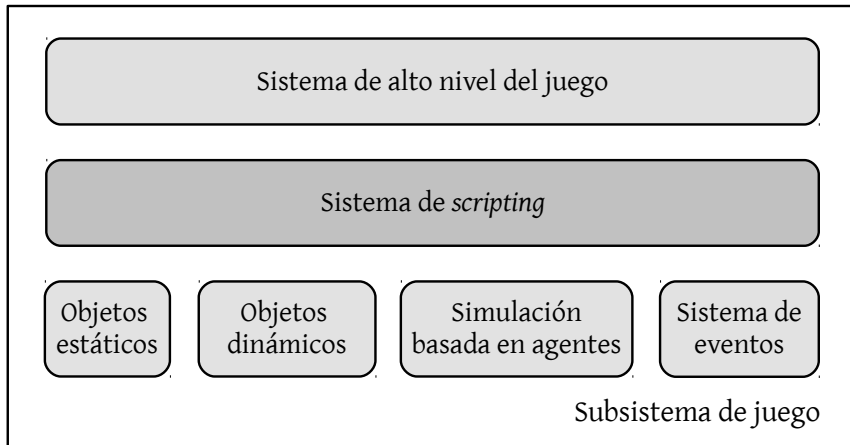 Sistema de alto nivel del juego
Sistema de scripting
Objetos
estáticos
Objetos
dinámicos
Simulación
basada en agentes
Sistema de
eventos
Subsistema de juego